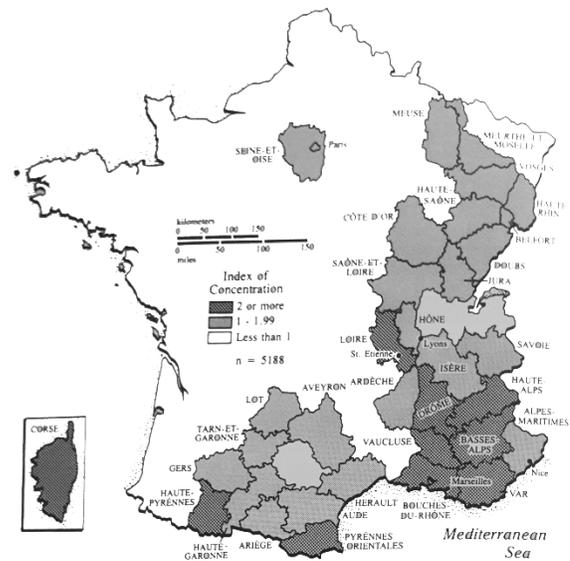 MEUSE
MEURTHE-ET
MOSELLE
SEINE-ET
OISE
Paris
VOSGES
HAUTE-
SAÔNE
HAUT
RHIN
CÔTE D'OR
kilometers
0 50 100 150
0 50 100 150
miles
BELFORT
SAÔNE-ET-
LOIRE
DOUBS
JURA
Index of
Concentration
2 or more
1 - 1.99
Less than 1
n = 5188
HÔNE
LOIRE
Lyons
SAVOIE
St. Etienne
ISÈRE
ARDÈCHE
HAUTE-
ALPS
LOT
AVEYRON
DRÔME
ALPES-
MARITIMES
TARN-ET-
GARONNE
VAUCLUSE
BASSES-
ALPS
CORSE
GERS
Nice
Marseilles
HAUTE-
PYRÉNNES
HERAULT
AUDE
BOUCHES-
DU-RHÔNE
VAR
HAUTE-
GARONNE
ARIÈGE
PYRÈNNES
ORIENTALES
Mediterranean
Sea